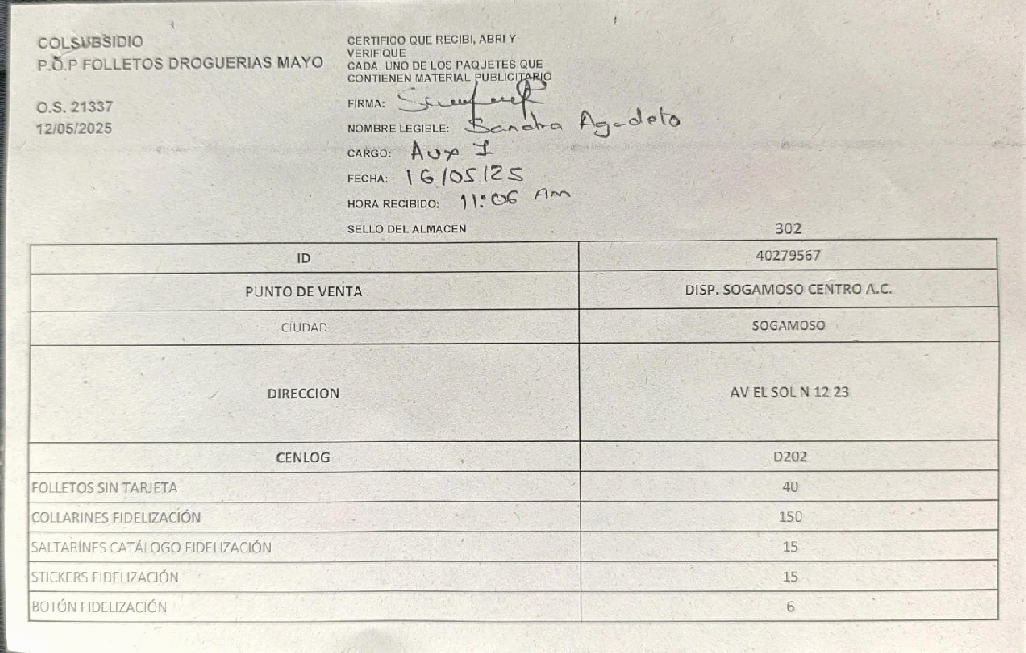 COLSUBSIDIO
P.O.P FOLLETOS DROGUERIAS MAYO
O.S. 21337
12/05/2025
CERTIFICO QUE RECIBI, ABRI Y
VERIFIQUE
CADA UNO DE LOS PAQUETES QUE
CONTIENEN MATERIAL PUBLICITARIO
FIRMA:
NOMBRE LEGIBLE: Sandra Agudelo
CARGO: Aux I
FECHA: 16/05/25
HORA RECIBIDO: 11:06 Am
SELLO DEL ALMACEN
302
ID 40279567
PUNTO DE VENTA DISP. SOGAMOSO CENTRO A.C.
CIUDAD SOGAMOSO
DIRECCION AV EL SOL N 12 23
CENLOG D202
FOLLETOS SIN TARJETA 40
COLLARINES FIDELIZACIÓN 150
SALTARINES CATÁLOGO FIDELIZACIÓN 15
STICKERS FIDELIZACIÓN 15
BOTÓN FIDELIZACIÓN 6